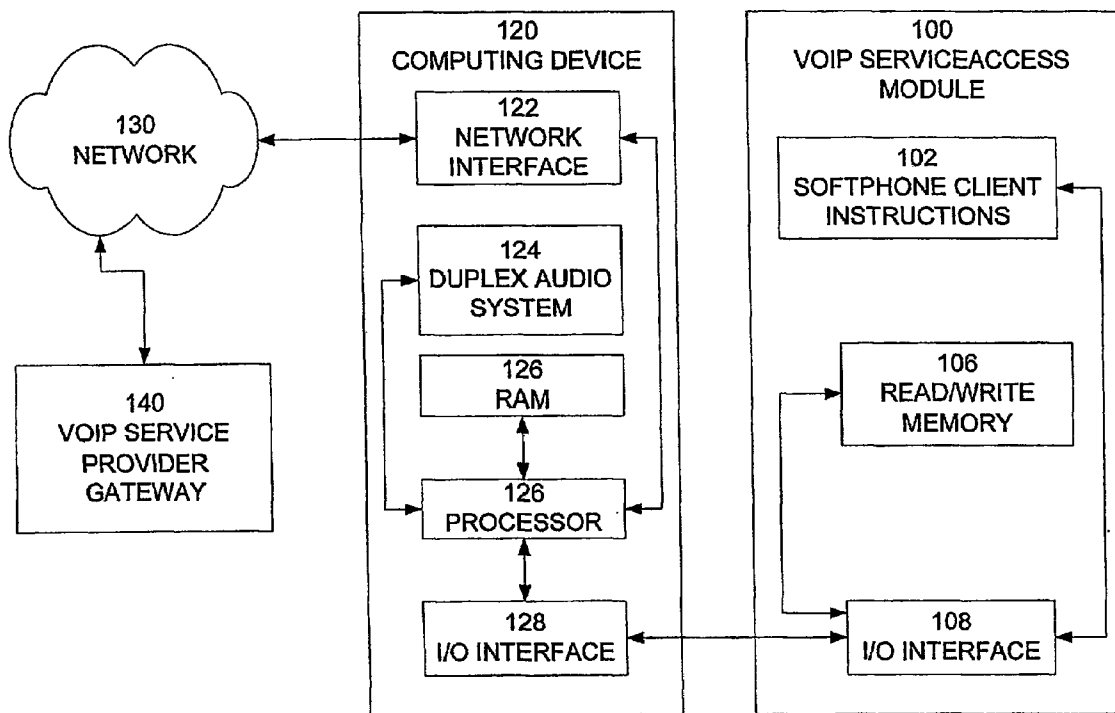 130
NETWORK
140
VOIP SERVICE
PROVIDER
GATEWAY
120
COMPUTING DEVICE
122
NETWORK
INTERFACE
124
DUPLEX AUDIO
SYSTEM
126
RAM
126
PROCESSOR
128
I/O INTERFACE
100
VOIP SERVICEACCESS
MODULE
102
SOFTPHONE CLIENT
INSTRUCTIONS
106
READ/WRITE
MEMORY
108
I/O INTERFACE